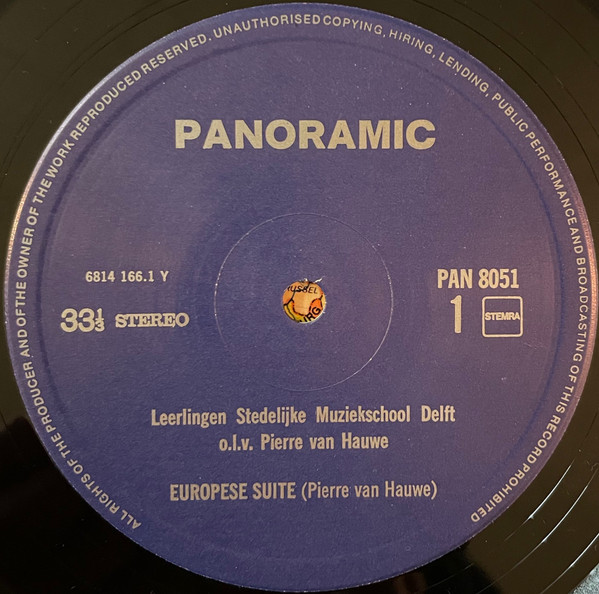 ALL RIGHTS OF THE PRODUCER AND OF THE OWNER OF THE WORK REPRODUCED RESERVED. UNAUTHORISED COPYING, HIRING, LENDING, PUBLIC PERFORMANCE AND BROADCASTING OF THIS RECORD PROHIBITED
PANORAMIC
6814 166.1 Y
PAN 8051
33⅓ STEREO
1 STEMRA
Leerlingen Stedelijke Muziekschool Delft
o.l.v. Pierre van Hauwe
EUROPESE SUITE (Pierre van Hauwe)